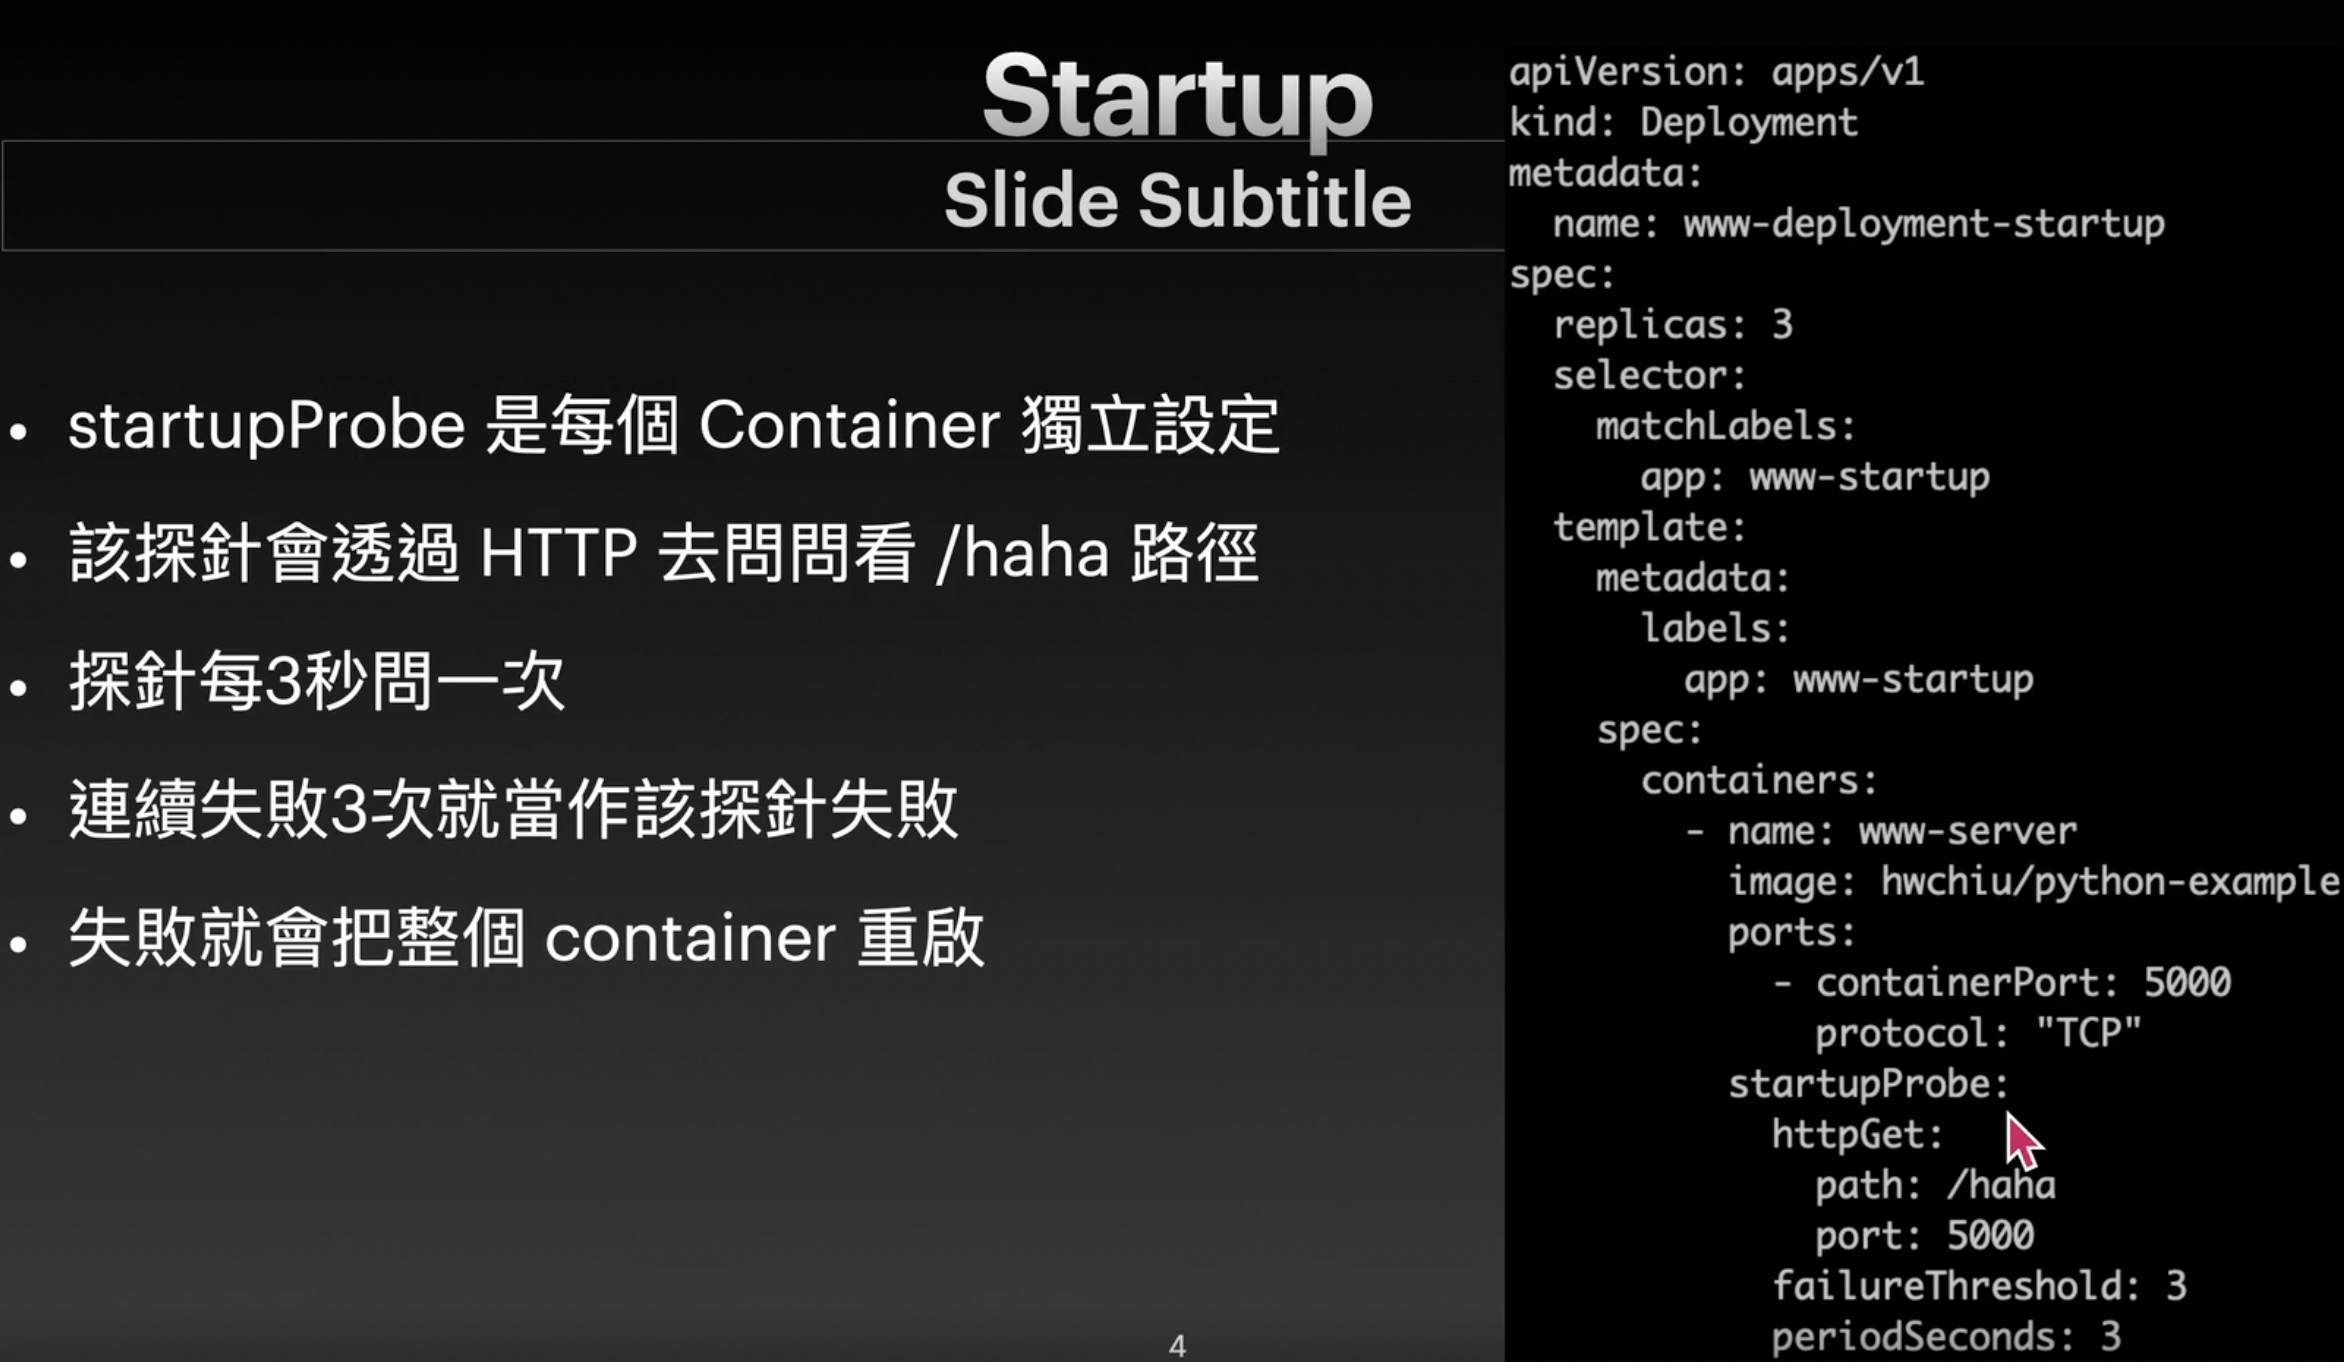 Startup
Slide Subtitle
• startupProbe 是每個 Container 獨立設定
• 該探針會透過 HTTP 去問問看 /haha 路徑
• 探針每3秒問一次
• 連續失敗3次就當作該探針失敗
• 失敗就會把整個 container 重啟
4
apiVersion: apps/v1
kind: Deployment
metadata:
  name: www-deployment-startup
spec:
  replicas: 3
  selector:
    matchLabels:
      app: www-startup
  template:
    metadata:
      labels:
        app: www-startup
    spec:
      containers:
        - name: www-server
          image: hwchiu/python-example
          ports:
            - containerPort: 5000
              protocol: "TCP"
          startupProbe:
            httpGet:
              path: /haha
              port: 5000
            failureThreshold: 3
            periodSeconds: 3